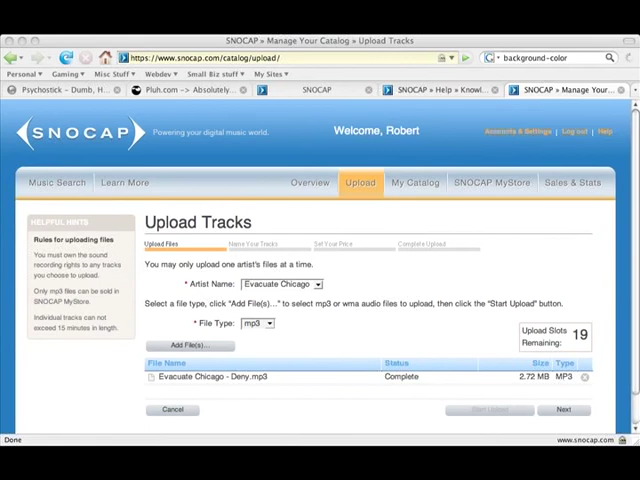 SNOCAP » Manage Your Catalog » Upload Tracks
https://www.snocap.com/catalog/upload/
background-color
Personal Gaming Misc Stuff Webdev Small Biz stuff My Sites
Psychostick – Dumb, H... Pluh.com –> Absolutely... SNOCAP SNOCAP » Help » Knowl... SNOCAP » Manage Your...
SNOCAP Powering your digital music world. Welcome, Robert Accounts & Settings | Log out | Help
Music Search Learn More Overview Upload My Catalog SNOCAP MyStore Sales & Stats
HELPFUL HINTS
Rules for uploading files
You must own the sound
recording rights to any tracks
you choose to upload.
Only mp3 files can be sold in
SNOCAP MyStore.
Individual tracks can not
exceed 15 minutes in length.
Upload Tracks
Upload Files Name Your Tracks Set Your Price Complete Upload
You may only upload one artist's files at a time.
* Artist Name: Evacuate Chicago
Select a file type, click "Add File(s)..." to select mp3 or wma audio files to upload, then click the "Start Upload" button.
* File Type: mp3
Upload Slots
Remaining: 19
Add File(s)...
File Name Status Size Type
Evacuate Chicago - Deny.mp3 Complete 2.72 MB MP3
Cancel Start Upload Next
Done www.snocap.com